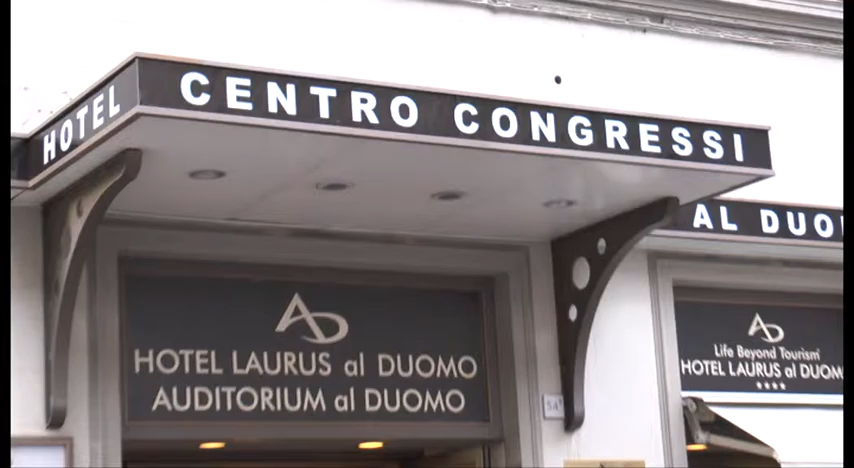 HOTEL
CENTRO CONGRESSI
AL DUOM
AD
HOTEL LAURUS al DUOMO
AUDITORIUM al DUOMO
54
AD
Life Beyond Tourism
HOTEL LAURUS al DUOMO
★★★★